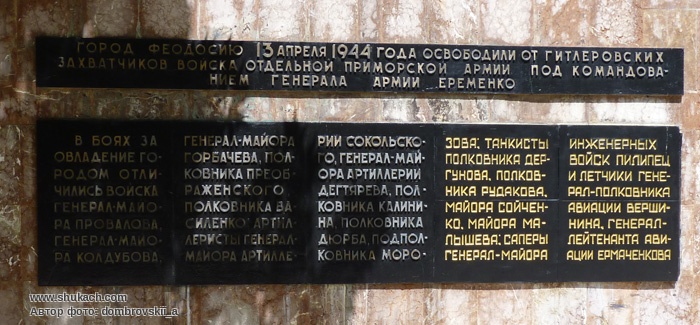 ГОРОД ФЕОДОСИЮ 13 АПРЕЛЯ 1944 ГОДА ОСВОБОДИЛИ ОТ ГИТЛЕРОВСКИХ
ЗАХВАТЧИКОВ ВОЙСКА ОТДЕЛЬНОЙ ПРИМОРСКОЙ АРМИИ ПОД КОМАНДОВА-
НИЕМ ГЕНЕРАЛА АРМИИ ЕРЕМЕНКО
В БОЯХ ЗА
ОВЛАДЕНИЕ ГО-
РОДОМ ОТЛИ-
ЧИЛИСЬ ВОЙСКА
ГЕНЕРАЛ-МАЙО-
РА ПРОВАЛОВА,
ГЕНЕРАЛ-МАЙО-
РА КОЛДУБОВА,
ГЕНЕРАЛ-МАЙОРА
ГОРБАЧЕВА, ПОЛ-
КОВНИКА ПРЕОБ-
РАЖЕНСКОГО,
ПОЛКОВНИКА ВА-
СИЛЕНКО; АРТИЛ-
ЛЕРИСТЫ ГЕНЕРАЛ-
МАЙОРА АРТИЛЛЕ-
РИИ СОКОЛЬСКО-
ГО, ГЕНЕРАЛ-МАЙ-
ОРА АРТИЛЛЕРИИ
ДЕГТЯРЕВА, ПОЛ-
КОВНИКА КАЛИНИ-
НА, ПОЛКОВНИКА
ДЮРБА, ПОДПОЛ-
КОВНИКА МОРО-
ЗОВА; ТАНКИСТЫ
ПОЛКОВНИКА ДЕР-
ГУНОВА, ПОЛКОВ-
НИКА РУДАКОВА,
МАЙОРА СОЙЧЕН-
КО, МАЙОРА МА-
ЛЫШЕВА; САПЕРЫ
ГЕНЕРАЛ-МАЙОРА
ИНЖЕНЕРНЫХ
ВОЙСК ПИЛИПЕЦ
И ЛЕТЧИКИ ГЕНЕ-
РАЛ-ПОЛКОВНИКА
АВИАЦИИ ВЕРШИ-
НИНА, ГЕНЕРАЛ-
ЛЕЙТЕНАНТА АВИ-
АЦИИ ЕРМАЧЕНКОВА
www.shukach.com
Автор фото: dombrovskii_a